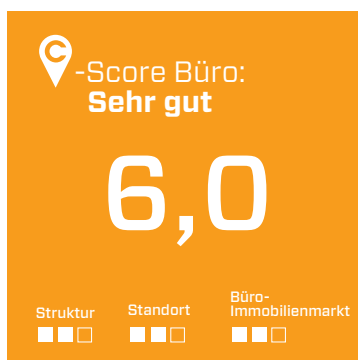 C-Score Büro:
Sehr gut
6,0
Struktur
Standort
Büro-
Immobilienmarkt